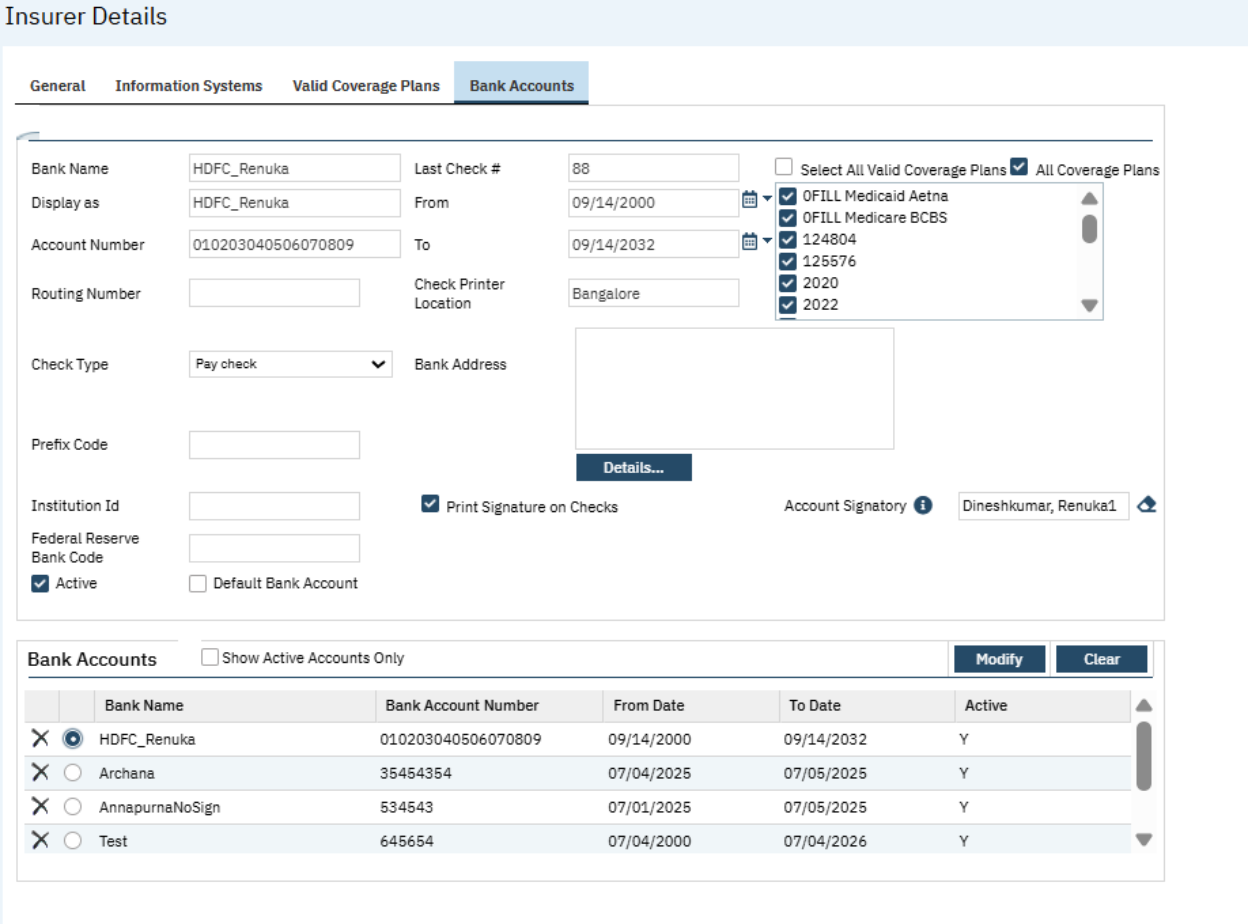 Insurer Details
General Information Systems Valid Coverage Plans Bank Accounts
Bank Name HDFC_Renuka Last Check # 88 Select All Valid Coverage Plans All Coverage Plans
Display as HDFC_Renuka From 09/14/2000 0FILL Medicaid Aetna
0FILL Medicare BCBS
Account Number 010203040506070809 To 09/14/2032 124804
125576
Routing Number Check Printer Location Bangalore 2020
2022
Check Type Pay check Bank Address
Prefix Code
Details...
Institution Id Print Signature on Checks Account Signatory Dineshkumar, Renuka1
Federal Reserve
Bank Code
Active Default Bank Account
Bank Accounts Show Active Accounts Only Modify Clear
Bank Name Bank Account Number From Date To Date Active
HDFC_Renuka 010203040506070809 09/14/2000 09/14/2032 Y
Archana 35454354 07/04/2025 07/05/2025 Y
AnnapurnaNoSign 534543 07/01/2025 07/05/2025 Y
Test 645654 07/04/2000 07/04/2026 Y